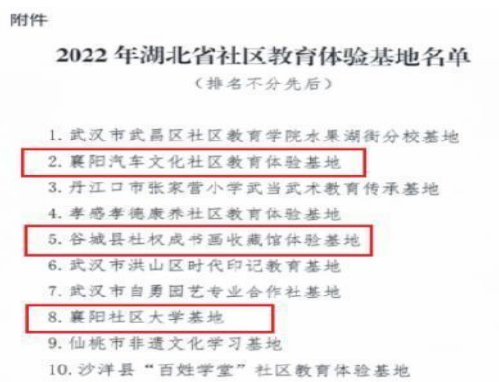 附件
2022 年湖北省社区教育体验基地名单
(排名不分先后)
1. 武汉市武昌区社区教育学院水果湖街分校基地
2. 襄阳汽车文化社区教育体验基地
3. 丹江口市张家营小学武当武术教育传承基地
4. 孝感孝德康养社区教育体验基地
5. 谷城县杜权成书画收藏馆体验基地
6. 武汉市洪山区时代印记教育基地
7. 武汉市自勇园艺专业合作社基地
8. 襄阳社区大学基地
9. 仙桃市非遗文化学习基地
10. 沙洋县“百姓学堂”社区教育体验基地